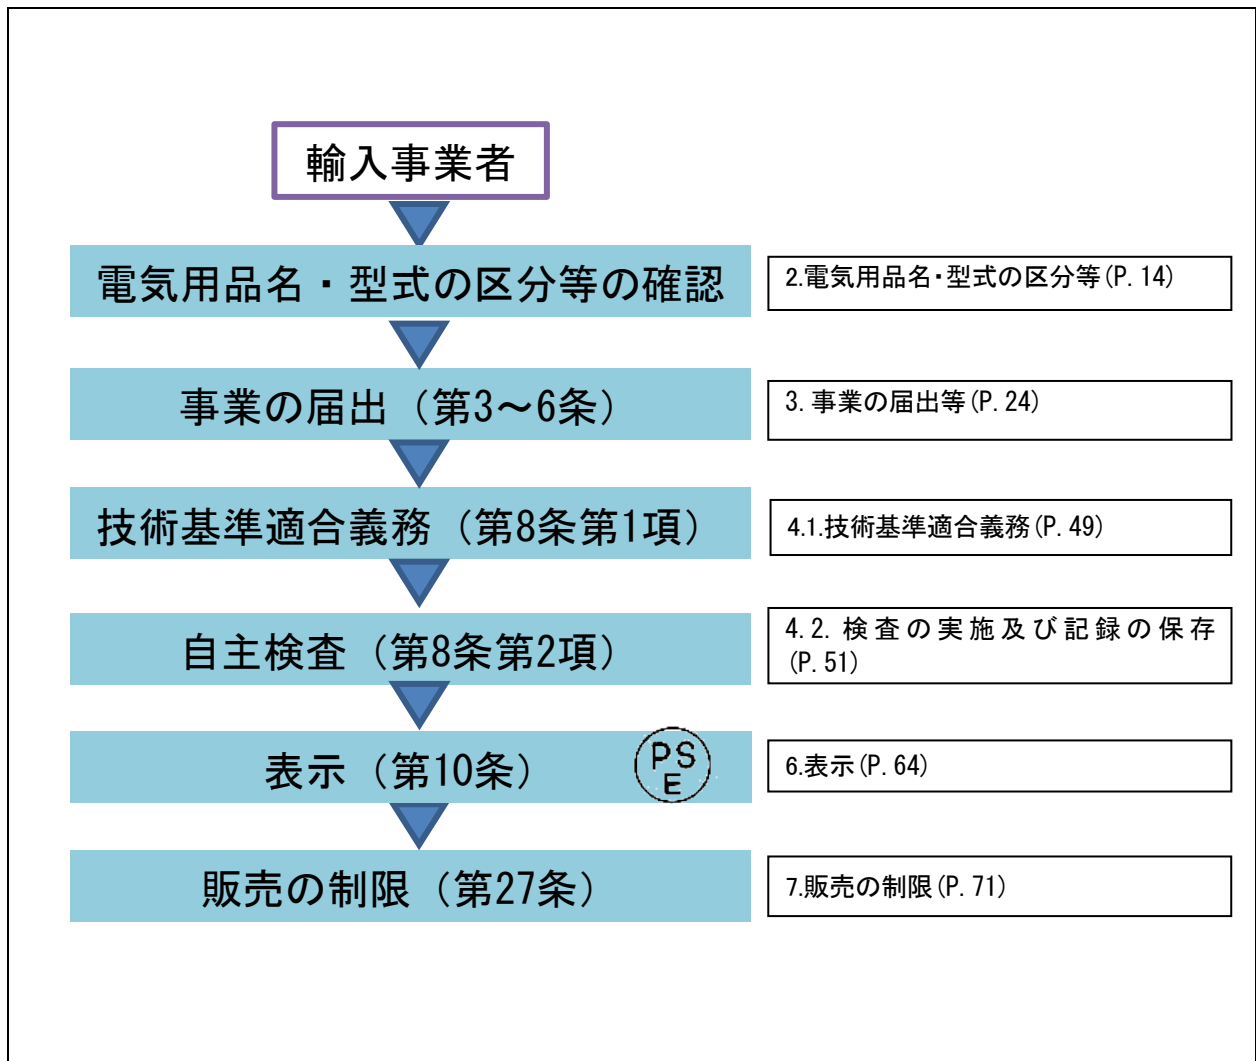 輸入事業者
電気用品名・型式の区分等の確認
2.電気用品名・型式の区分等(P.14)
事業の届出（第3～6条）
3.事業の届出等(P.24)
技術基準適合義務（第8条第1項）
4.1.技術基準適合義務(P.49)
自主検査（第8条第2項）
4.2.検査の実施及び記録の保存
(P.51)
表示（第10条）
PS
E
6.表示(P.64)
販売の制限（第27条）
7.販売の制限(P.71)